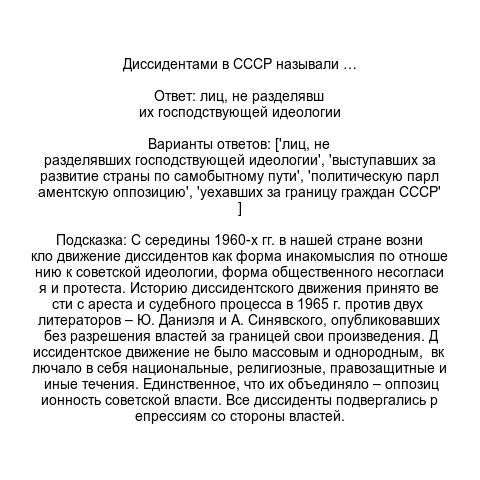 Диссидентами в СССР называли …
Ответ: лиц, не разделявш
их господствующей идеологии
Варианты ответов: ['лиц, не
разделявших господствующей идеологии', 'выступавших за
развитие страны по самобытному пути', 'политическую парл
аментскую оппозицию', 'уехавших за границу граждан СССР'
]
Подсказка: С середины 1960-х гг. в нашей стране возни
кло движение диссидентов как форма инакомыслия по отноше
нию к советской идеологии, форма общественного несогласи
я и протеста. Историю диссидентского движения принято ве
сти с ареста и судебного процесса в 1965 г. против двух
литераторов – Ю. Даниэля и А. Синявского, опубликовавших
без разрешения властей за границей свои произведения. Д
иссидентское движение не было массовым и однородным,  вк
лючало в себя национальные, религиозные, правозащитные и
иные течения. Единственное, что их объединяло – оппозиц
ионность советской власти. Все диссиденты подвергались р
епрессиям со стороны властей.